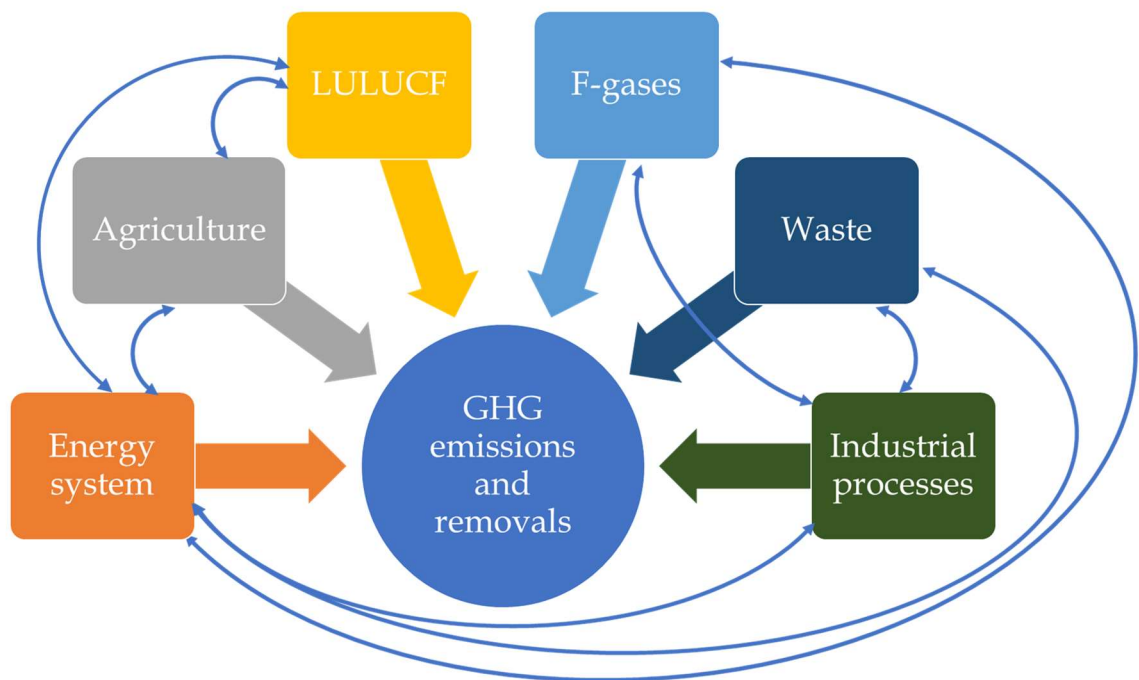 LULUCF
F-gases
Agriculture
Waste
Energy
system
GHG
emissions
and
removals
Industrial
processes